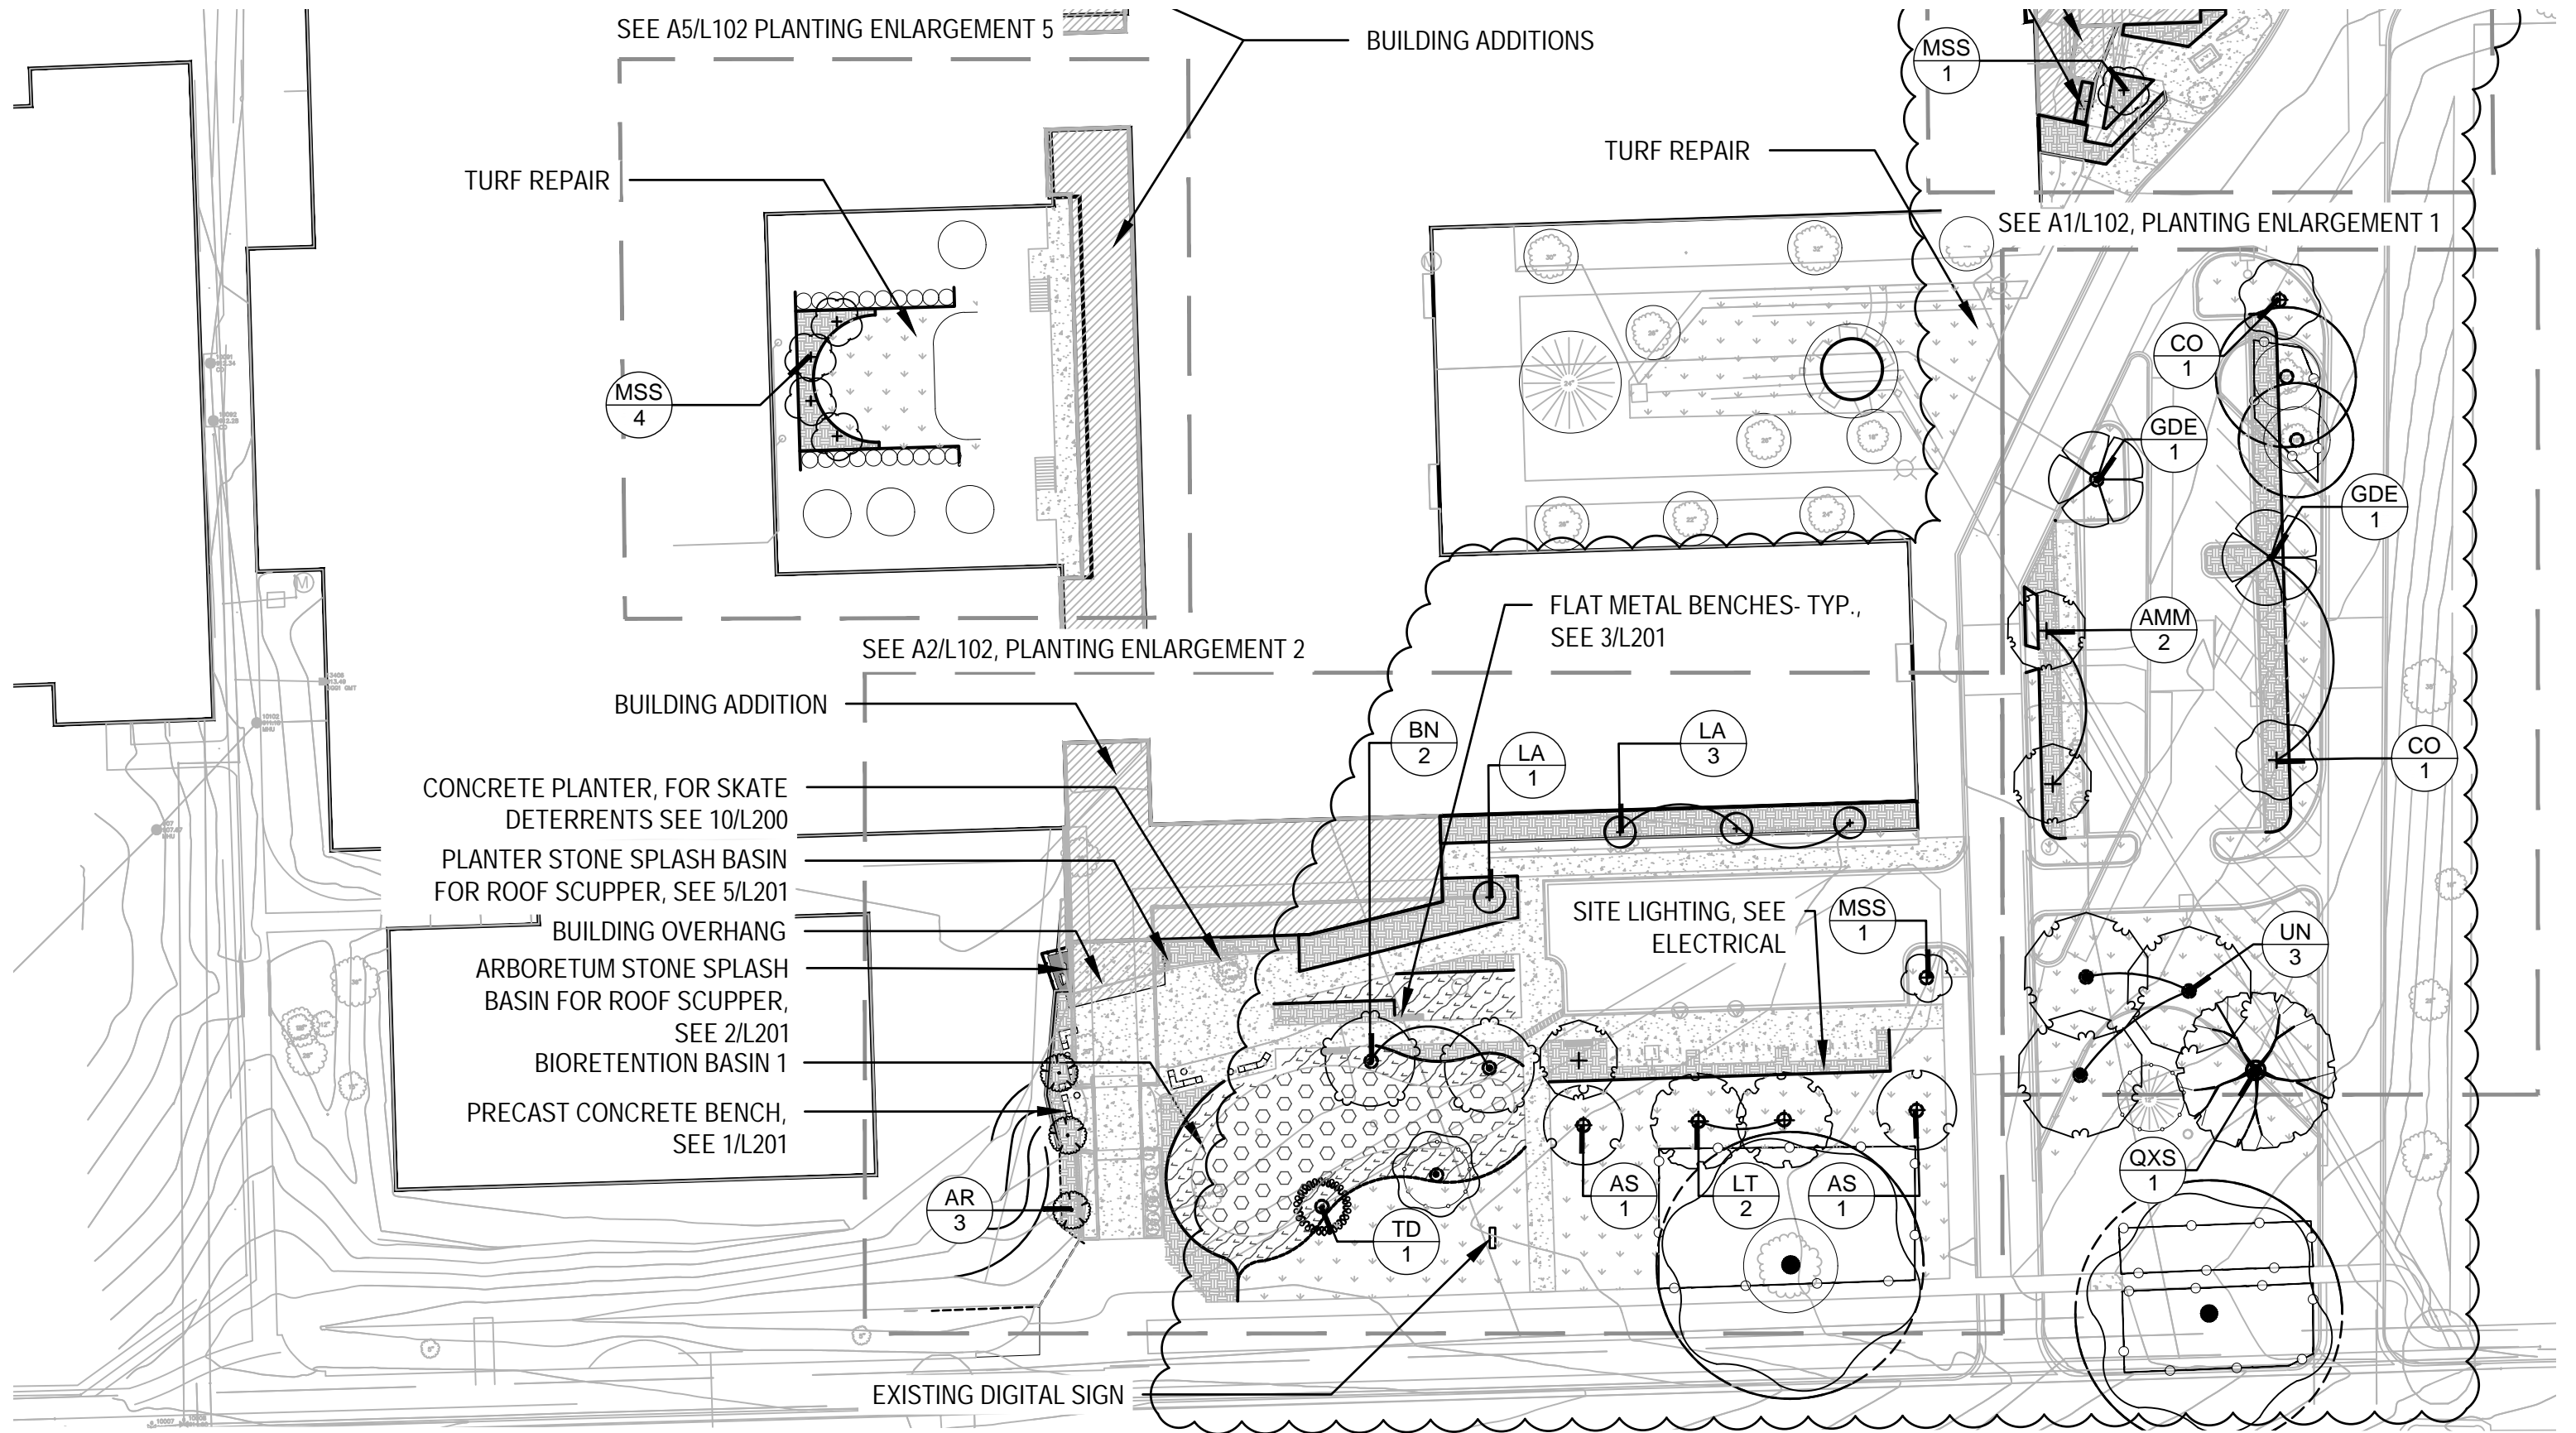 SEE A5/L102 PLANTING ENLARGEMENT 5
BUILDING ADDITIONS
MSS
1
TURF REPAIR
TURF REPAIR
SEE A1/L102, PLANTING ENLARGEMENT 1
CO
1
MSS
4
GDE
1
GDE
1
FLAT METAL BENCHES- TYP.,
SEE 3/L201
AMM
2
SEE A2/L102, PLANTING ENLARGEMENT 2
BUILDING ADDITION
BN
2
LA
1
LA
3
CO
1
CONCRETE PLANTER, FOR SKATE
DETERRENTS SEE 10/L200
PLANTER STONE SPLASH BASIN
FOR ROOF SCUPPER, SEE 5/L201
BUILDING OVERHANG
ARBORETUM STONE SPLASH
BASIN FOR ROOF SCUPPER,
SEE 2/L201
BIORETENTION BASIN 1
PRECAST CONCRETE BENCH,
SEE 1/L201
SITE LIGHTING, SEE
ELECTRICAL
MSS
1
UN
3
QXS
1
AR
3
TD
1
AS
1
LT
2
AS
1
EXISTING DIGITAL SIGN